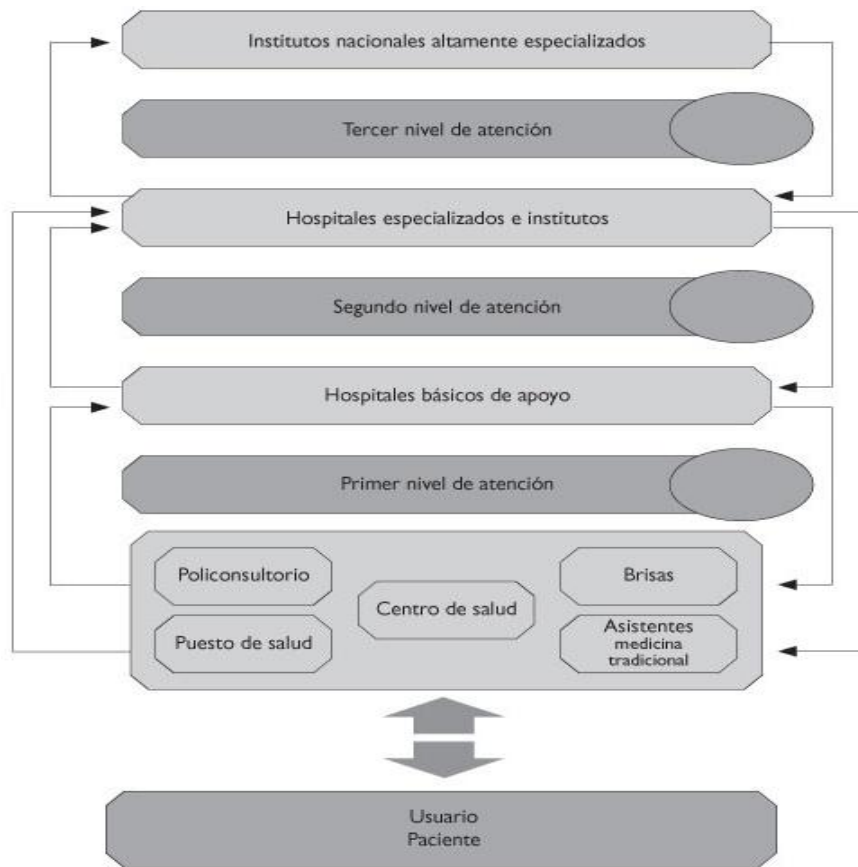 Institutos nacionales altamente especializados
Tercer nivel de atención
Hospitales especializados e institutos
Segundo nivel de atención
Hospitales básicos de apoyo
Primer nivel de atención
Policonsultorio
Puesto de salud
Centro de salud
Brisas
Asistentes
medicina
tradicional
Usuario
Paciente